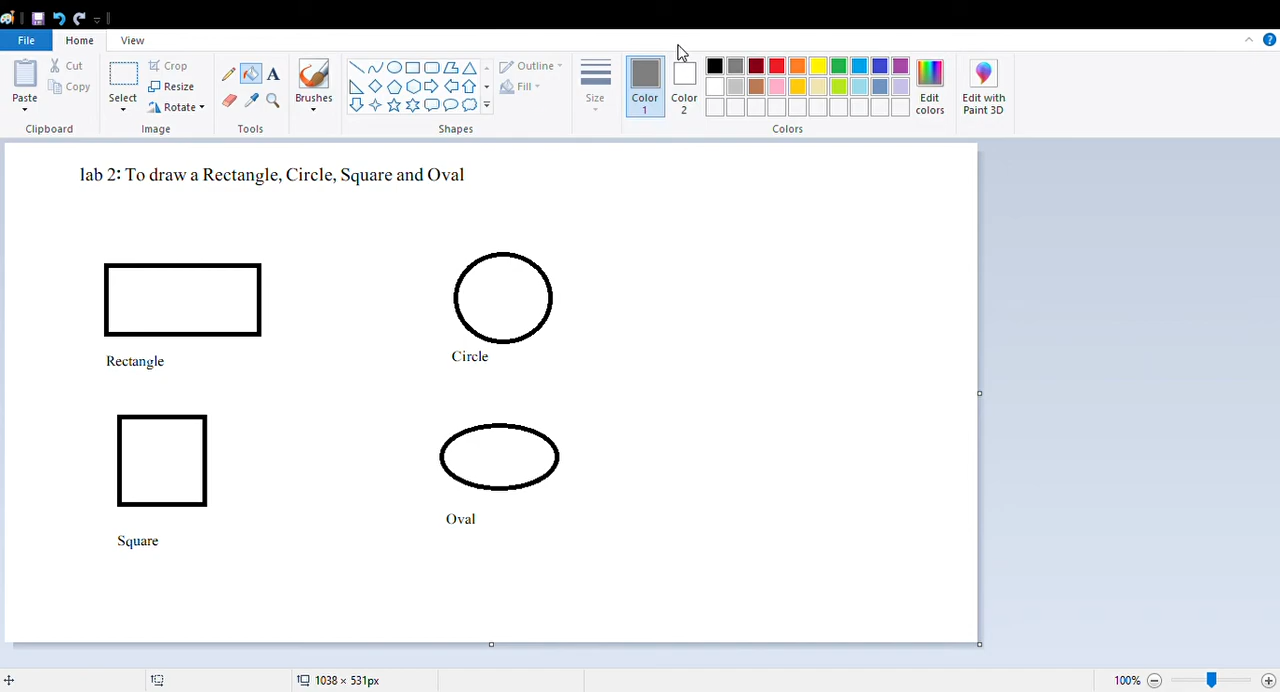 File Home View
Cut
Copy
Paste
Clipboard
Select
Crop
Resize
Rotate
Image
A
Tools
Brushes
Shapes
Outline
Fill
Size
Color 1
Color 2
Colors
Edit colors
Edit with Paint 3D
lab 2: To draw a Rectangle, Circle, Square and Oval
Rectangle
Circle
Square
Oval
1038 × 531px
100%